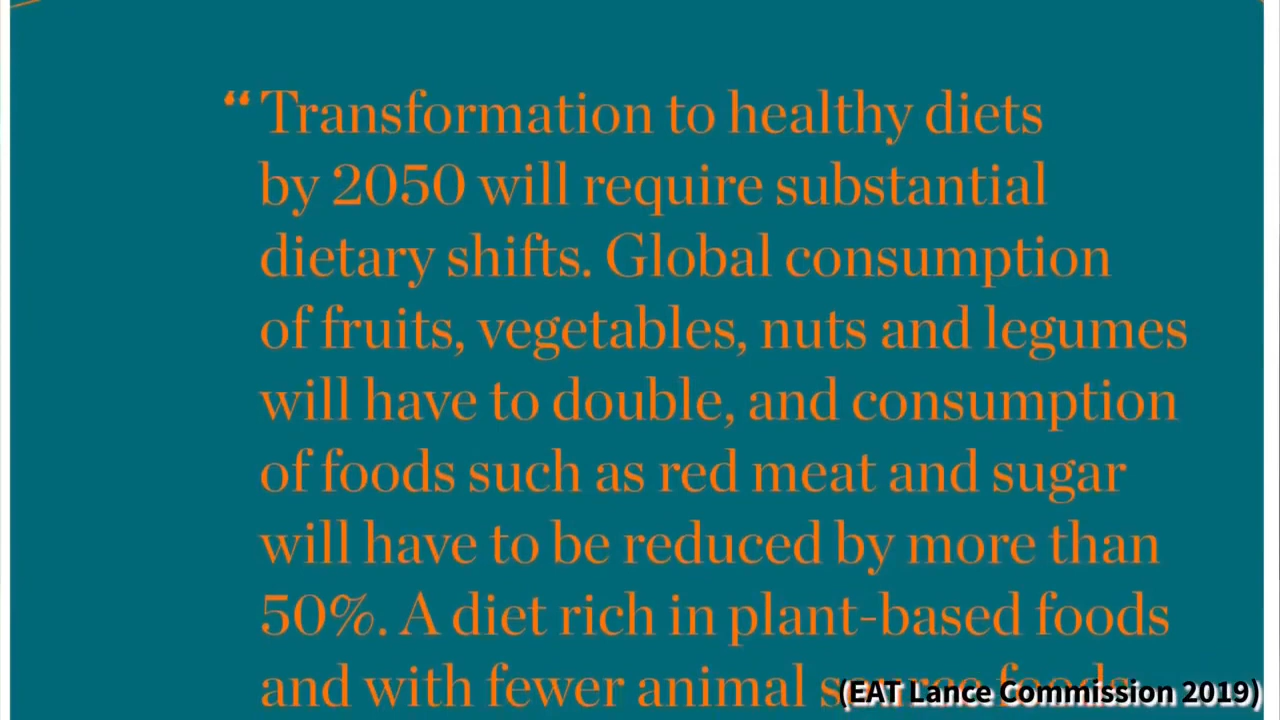 “Transformation to healthy diets
by 2050 will require substantial
dietary shifts. Global consumption
of fruits, vegetables, nuts and legumes
will have to double, and consumption
of foods such as red meat and sugar
will have to be reduced by more than
50%. A diet rich in plant-based foods
and with fewer animal source foods
(EAT Lance Commission 2019)